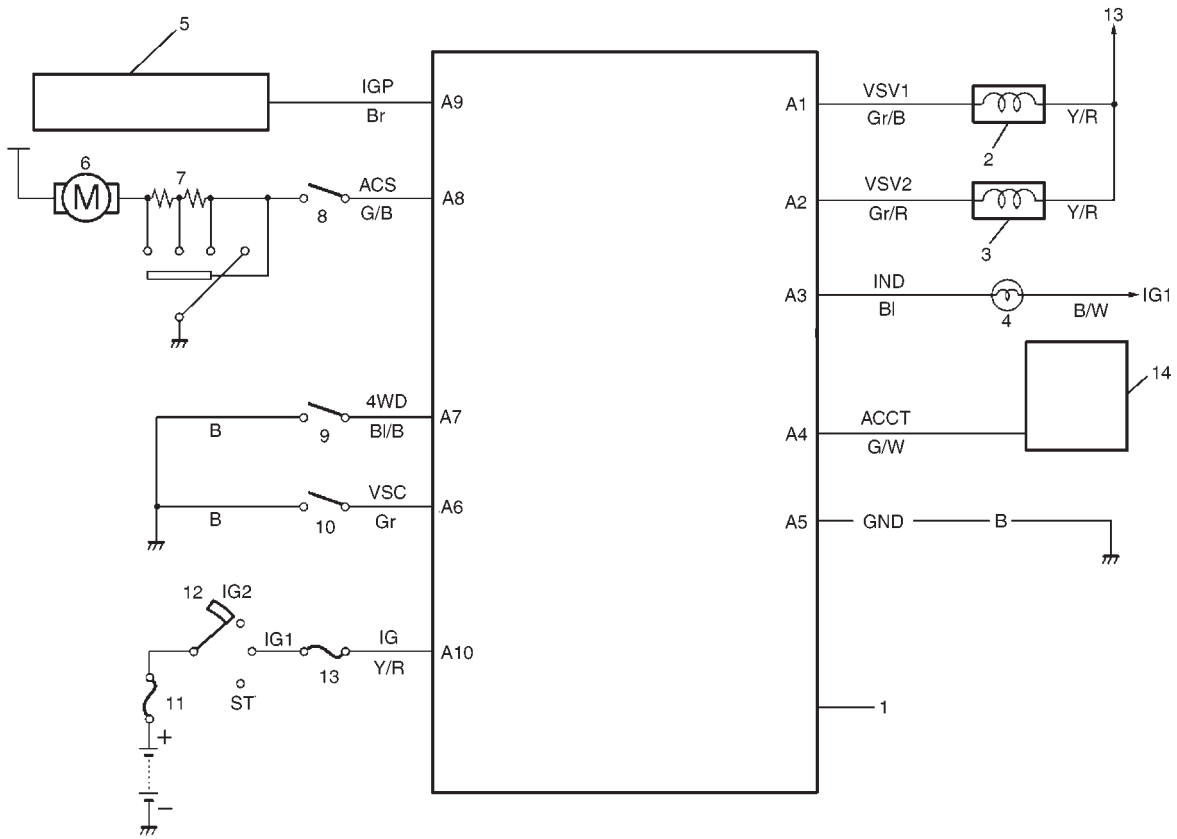 5
IGP
Br
A9
6
M
7
8
ACS
G/B
A8
9
B
4WD
Bl/B
A7
10
B
VSC
Gr
A6
12
IG2
IG1
ST
13
IG
Y/R
A10
11
+
−
13
A1
VSV1
Gr/B
2
Y/R
A2
VSV2
Gr/R
3
Y/R
A3
IND
Bl
4
B/W
IG1
14
A4
ACCT
G/W
A5
GND
B
1